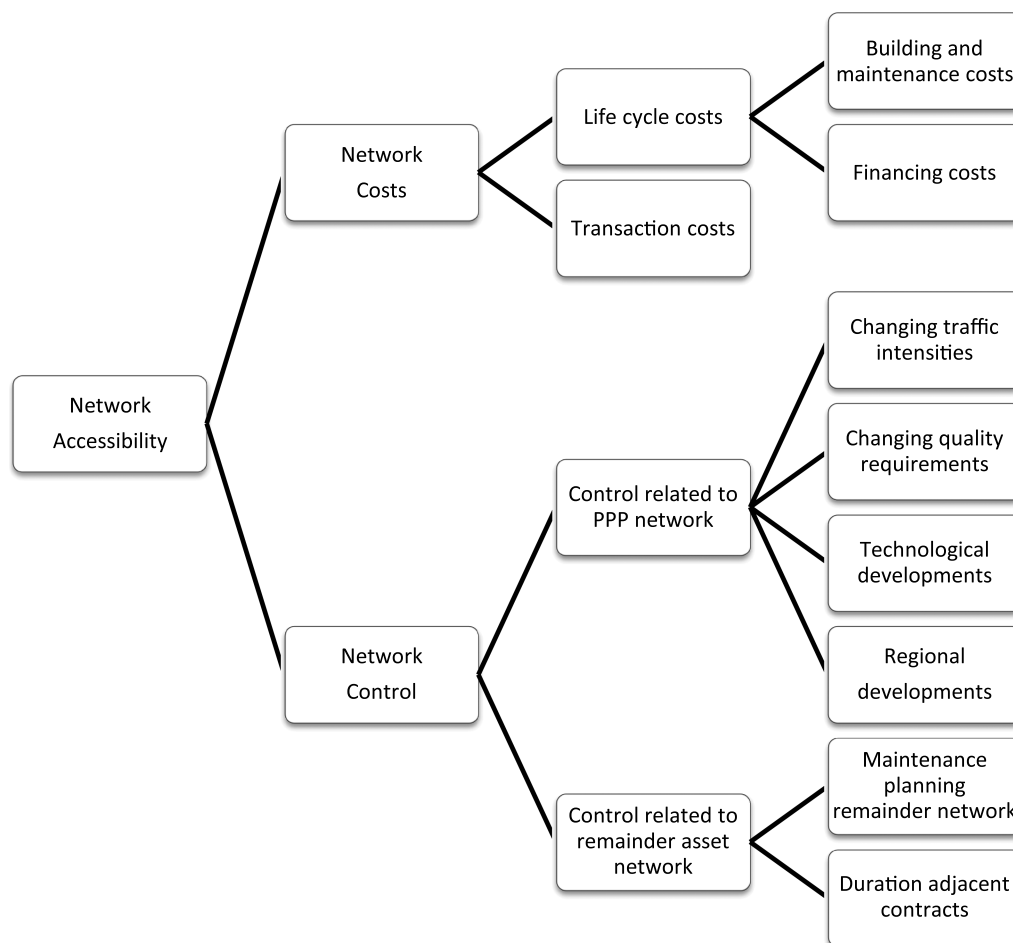 Building and
maintenance costs
Life cycle costs
Network
Costs
Financing costs
Transaction costs
Changing traffic
intensities
Network
Accessibility
Changing quality
requirements
Control related to
PPP network
Technological
developments
Network
Control
Regional
developments
Maintenance
planning
remainder network
Control related to
remainder asset
network
Duration adjacent
contracts